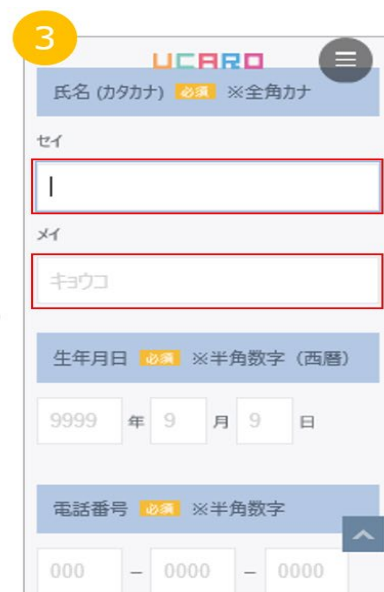 3
UCARO
氏名 (カタカナ) 必須 ※全角カナ
セイ
メイ
キョウコ
生年月日 必須 ※半角数字（西暦）
9999 年 9 月 9 日
電話番号 必須 ※半角数字
000 － 0000 － 0000